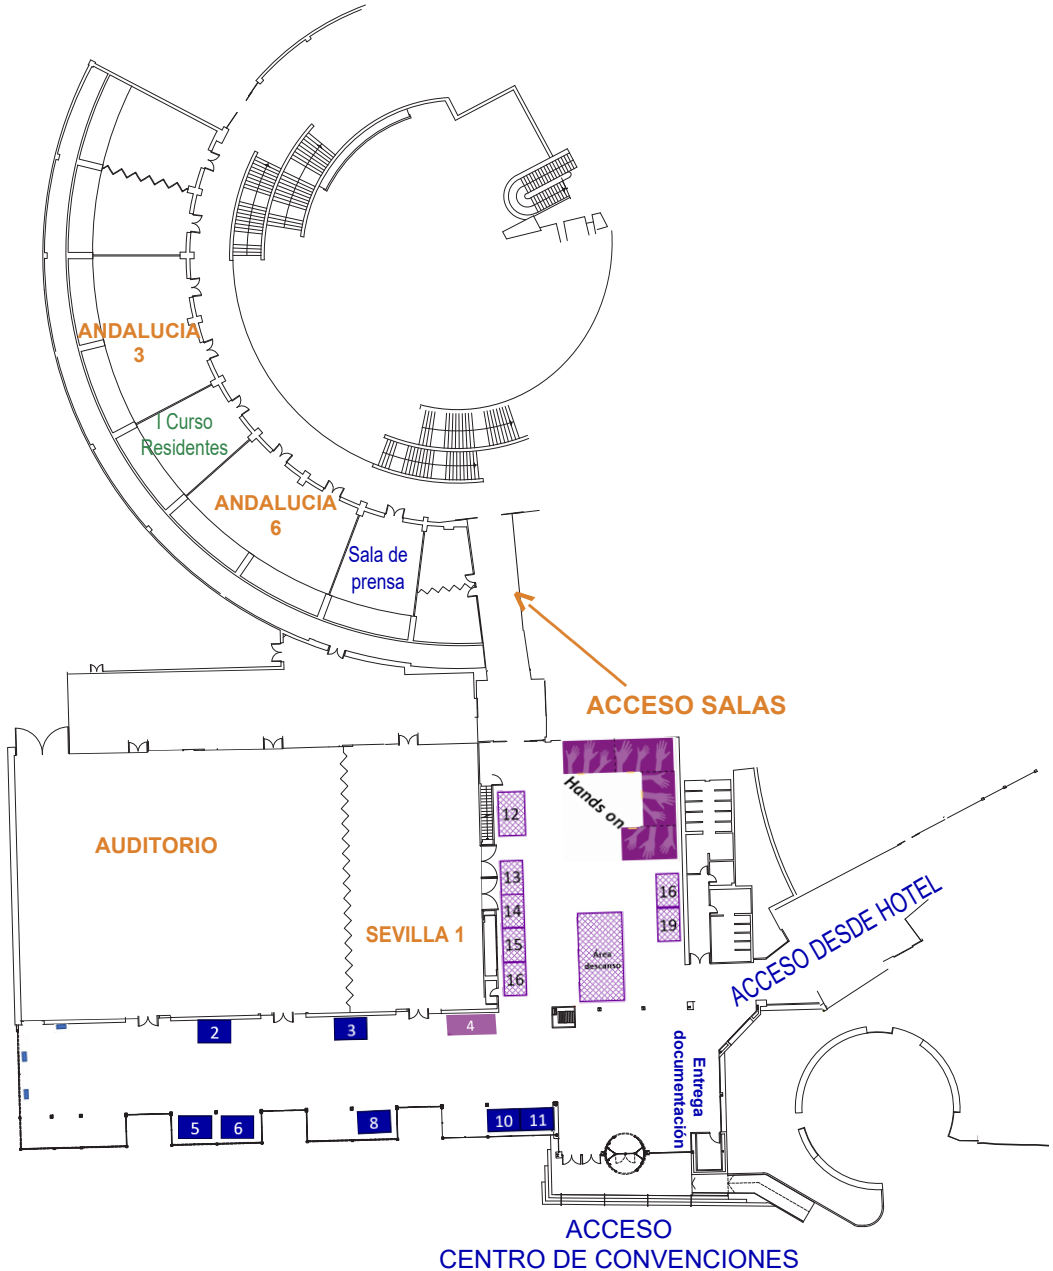 ANDALUCIA
3
I Curso
Residentes
ANDALUCIA
6
Sala de
prensa
ACCESO SALAS
Hands on
12
AUDITORIO
13
16
14
ACCESO DESDE HOTEL
19
SEVILLA 1
15
Área
descanso
16
2
3
4
Entrega
documentación
5
6
8
10
11
ACCESO
CENTRO DE CONVENCIONES